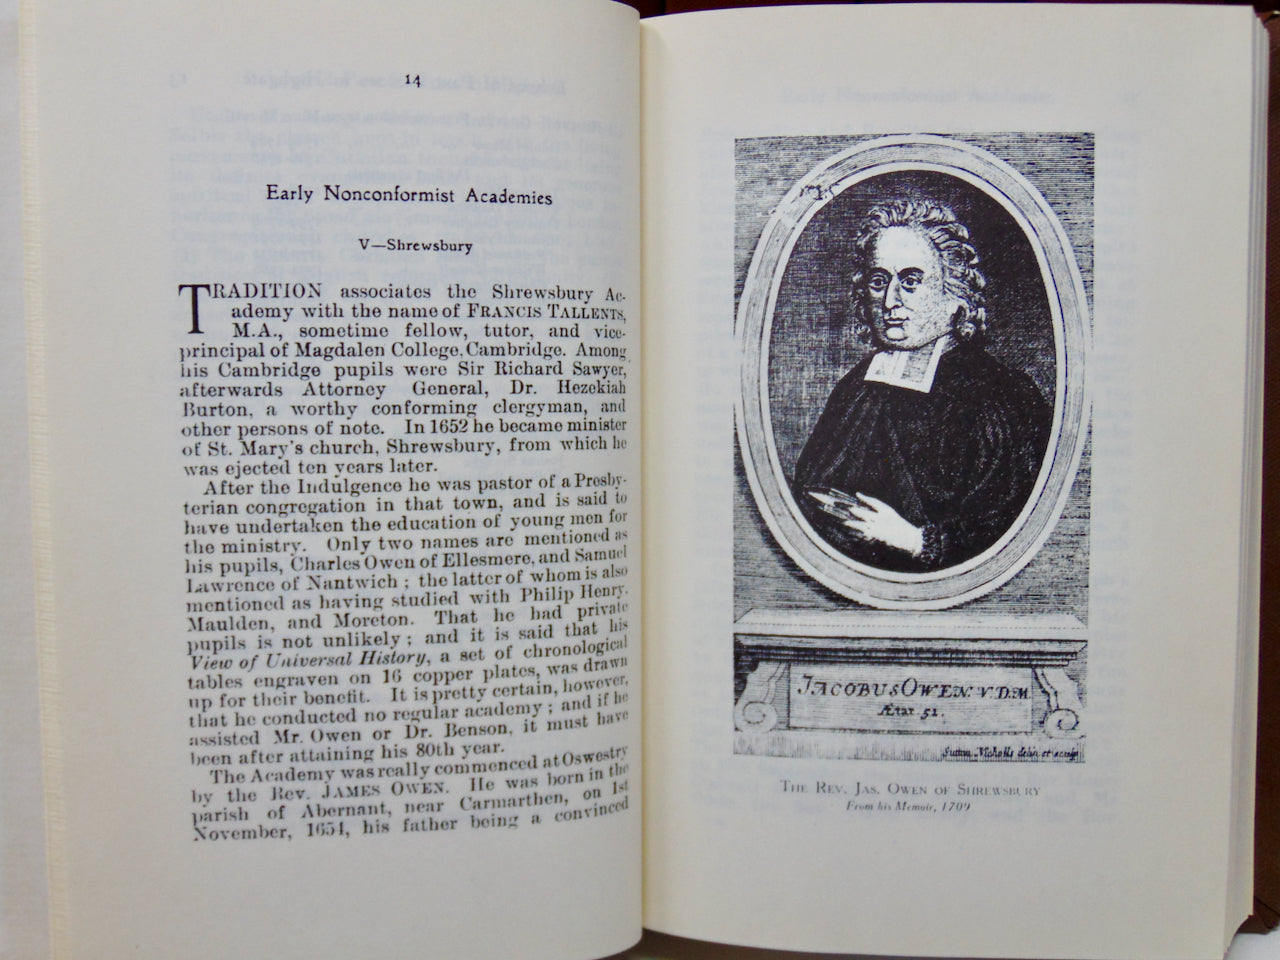 14
Early Nonconformist Academies
V—Shrewsbury
TRADITION associates the Shrewsbury Ac-
ademy with the name of FRANCIS TALLENTS,
M.A., sometime fellow, tutor, and vice-
principal of Magdalen College, Cambridge. Among
his Cambridge pupils were Sir Richard Sawyer,
afterwards Attorney General, Dr. Hezekiah
Burton, a worthy conforming clergyman, and
other persons of note. In 1652 he became minister
of St. Mary's church, Shrewsbury, from which he
was ejected ten years later.
After the Indulgence he was pastor of a Presby-
terian congregation in that town, and is said to
have undertaken the education of young men for
the ministry. Only two names are mentioned as
his pupils, Charles Owen of Ellesmere, and Samuel
Lawrence of Nantwich; the latter of whom is also
mentioned as having studied with Philip Henry,
Maulden, and Moreton. That he had private
pupils is not unlikely; and it is said that his
View of Universal History, a set of chronological
tables engraven on 16 copper plates, was drawn
up for their benefit. It is pretty certain, however,
that he conducted no regular academy; and if he
assisted Mr. Owen or Dr. Benson, it must have
been after attaining his 80th year.
The Academy was really commenced at Oswestry
by the Rev. JAMES OWEN. He was born in the
parish of Abernant, near Carmarthen, on 1st
November, 1654, his father being a convinced
JACOBUS OWEN V.D.M.
Ætat 51.
Sutton Nicholls delin et sculp
THE REV. JAS. OWEN OF SHREWSBURY
From his Memoir, 1709